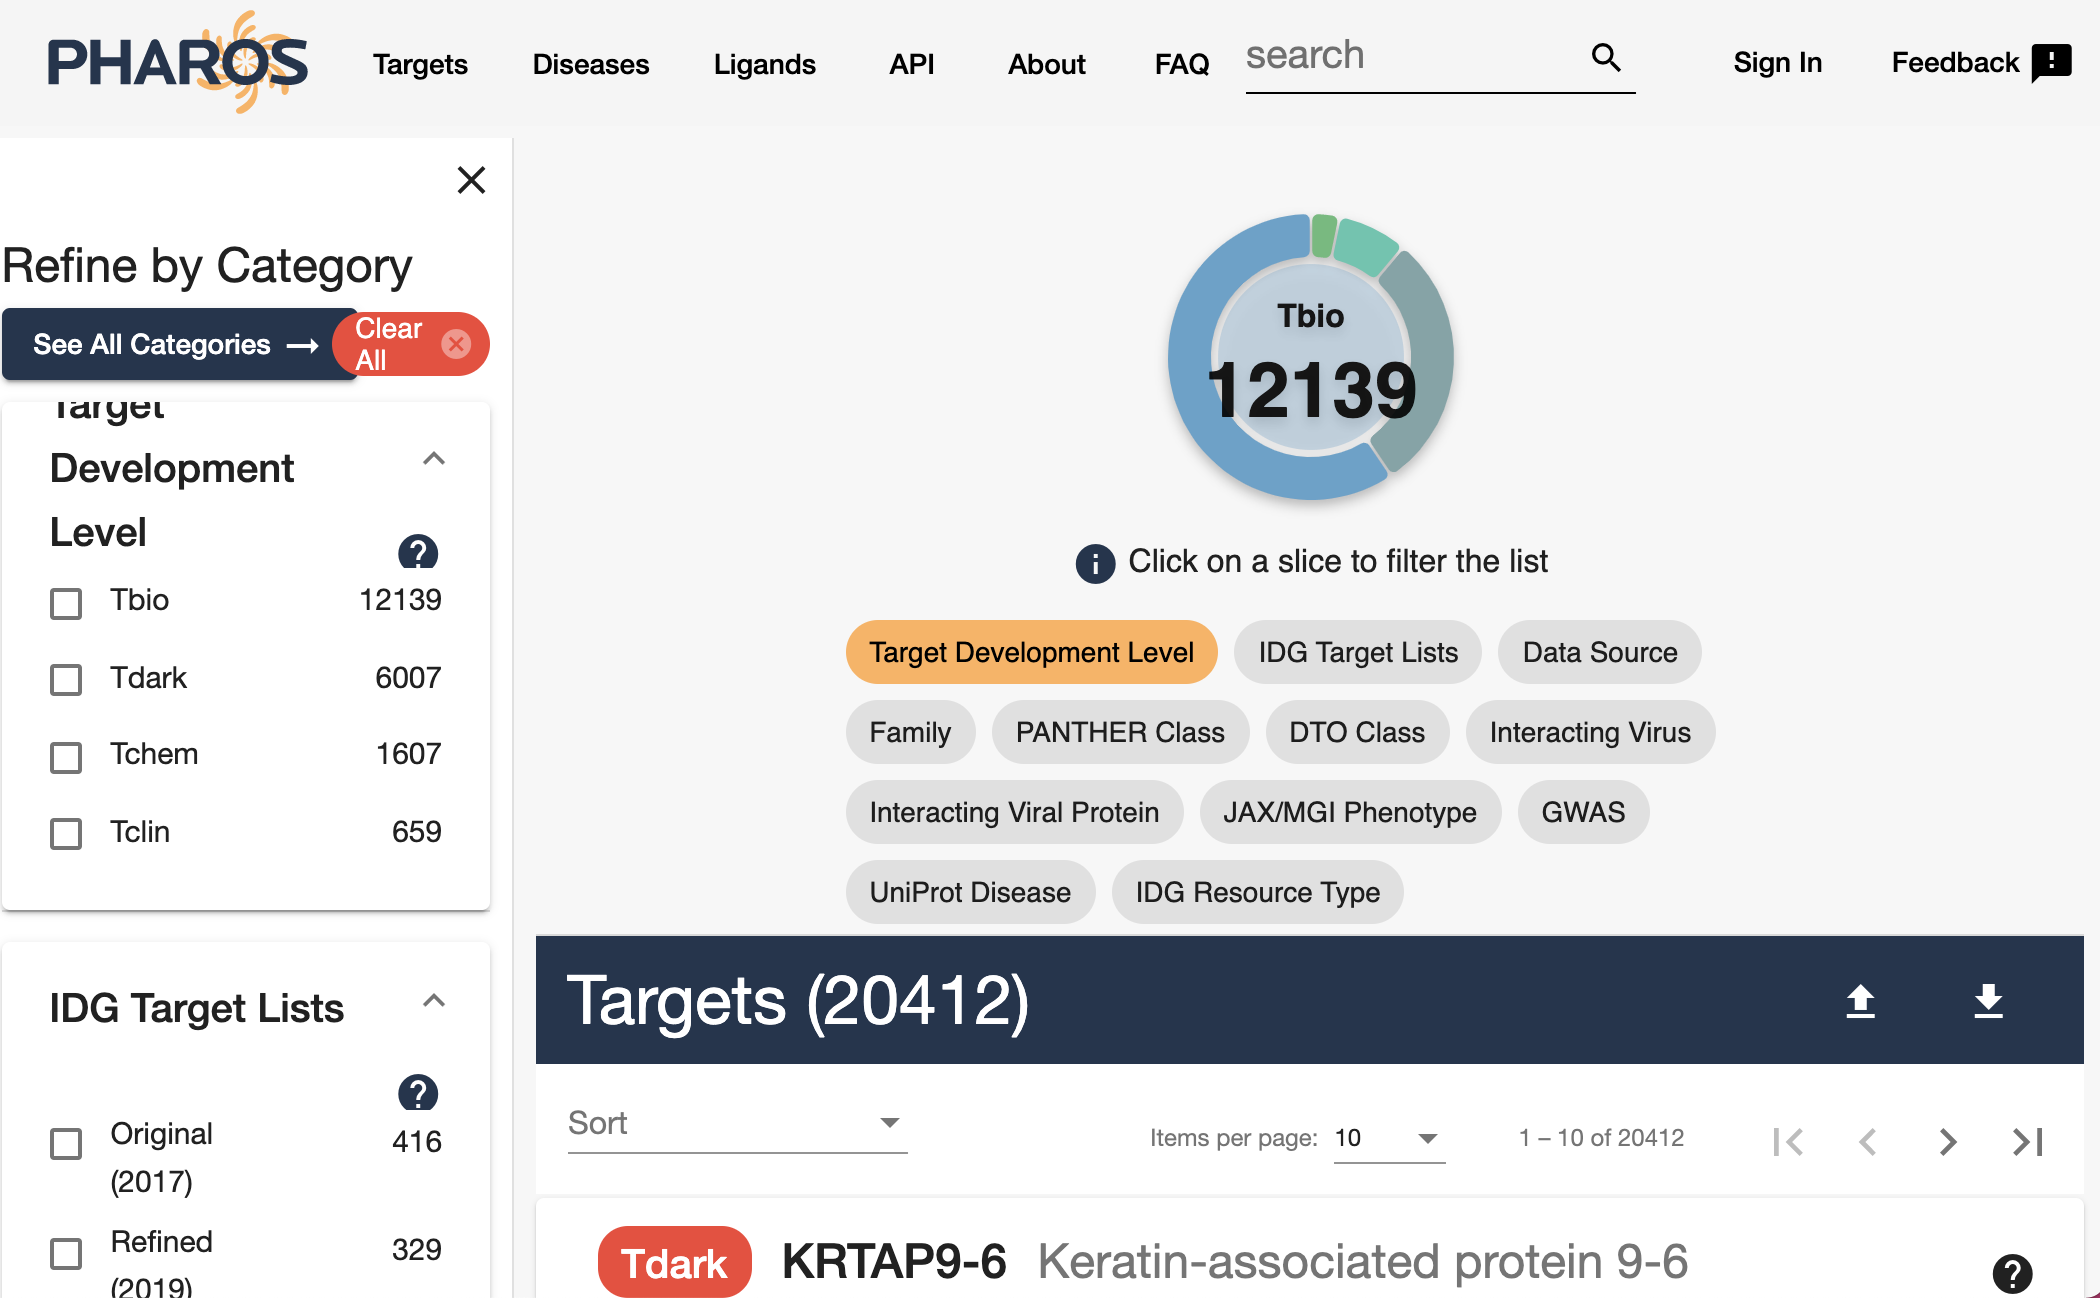 PHAROS
Targets
Diseases
Ligands
API
About
FAQ
search
Sign In
Feedback
Refine by Category
See All Categories
Clear
All
Target
Development
Level
Tbio 12139
Tdark 6007
Tchem 1607
Tclin 659
IDG Target Lists
Original 416
(2017)
Refined 329
(2019)
Tbio
12139
Click on a slice to filter the list
Target Development Level
IDG Target Lists
Data Source
Family
PANTHER Class
DTO Class
Interacting Virus
Interacting Viral Protein
JAX/MGI Phenotype
GWAS
UniProt Disease
IDG Resource Type
Targets (20412)
Sort
Items per page: 10
1 – 10 of 20412
Tdark KRTAP9-6 Keratin-associated protein 9-6